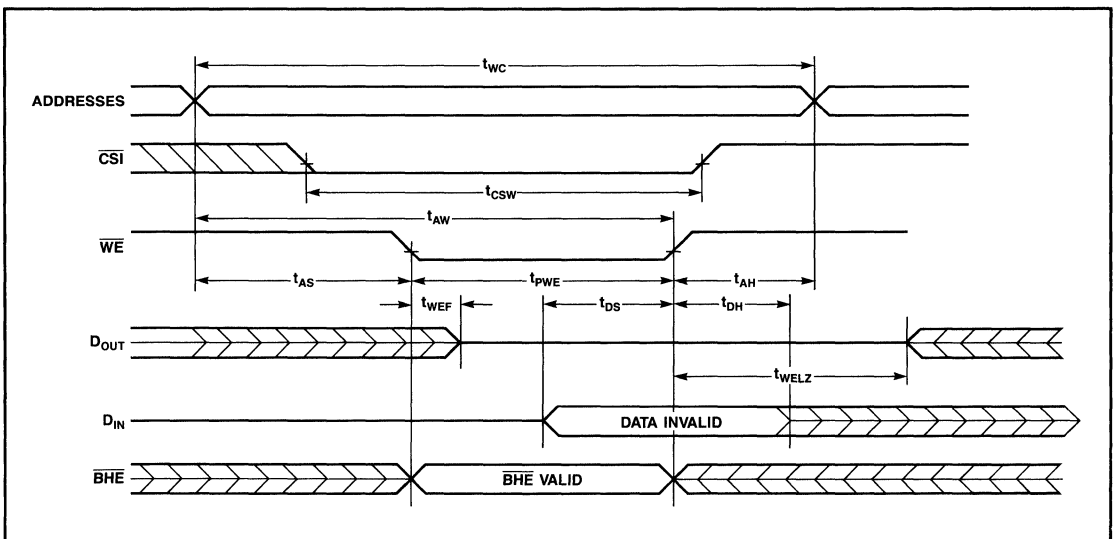 tWC
ADDRESSES
CSI
tCSW
tAW
WE
tAS
tPWE
tAH
tWEF
tDS
tDH
DOUT
tWELZ
DIN
DATA INVALID
BHE
BHE VALID